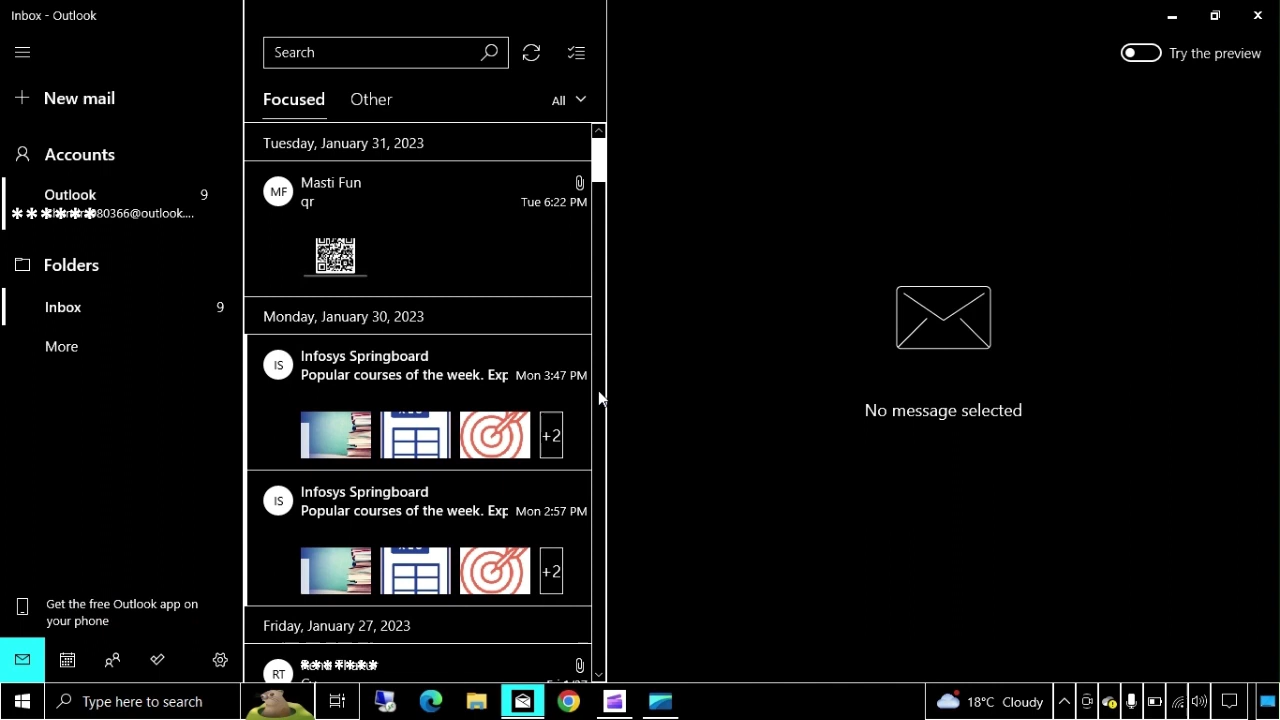 Inbox - Outlook
Try the preview
Search
New mail
Focused
Other
All
Accounts
Outlook 9
80366@outlook....
Folders
Inbox 9
More
Get the free Outlook app on
your phone
Tuesday, January 31, 2023
MF
Masti Fun
qr
Tue 6:22 PM
Monday, January 30, 2023
IS
Infosys Springboard
Popular courses of the week. Exp
Mon 3:47 PM
+2
IS
Infosys Springboard
Popular courses of the week. Exp
Mon 2:57 PM
+2
Friday, January 27, 2023
RT
No message selected
Type here to search
18°C Cloudy